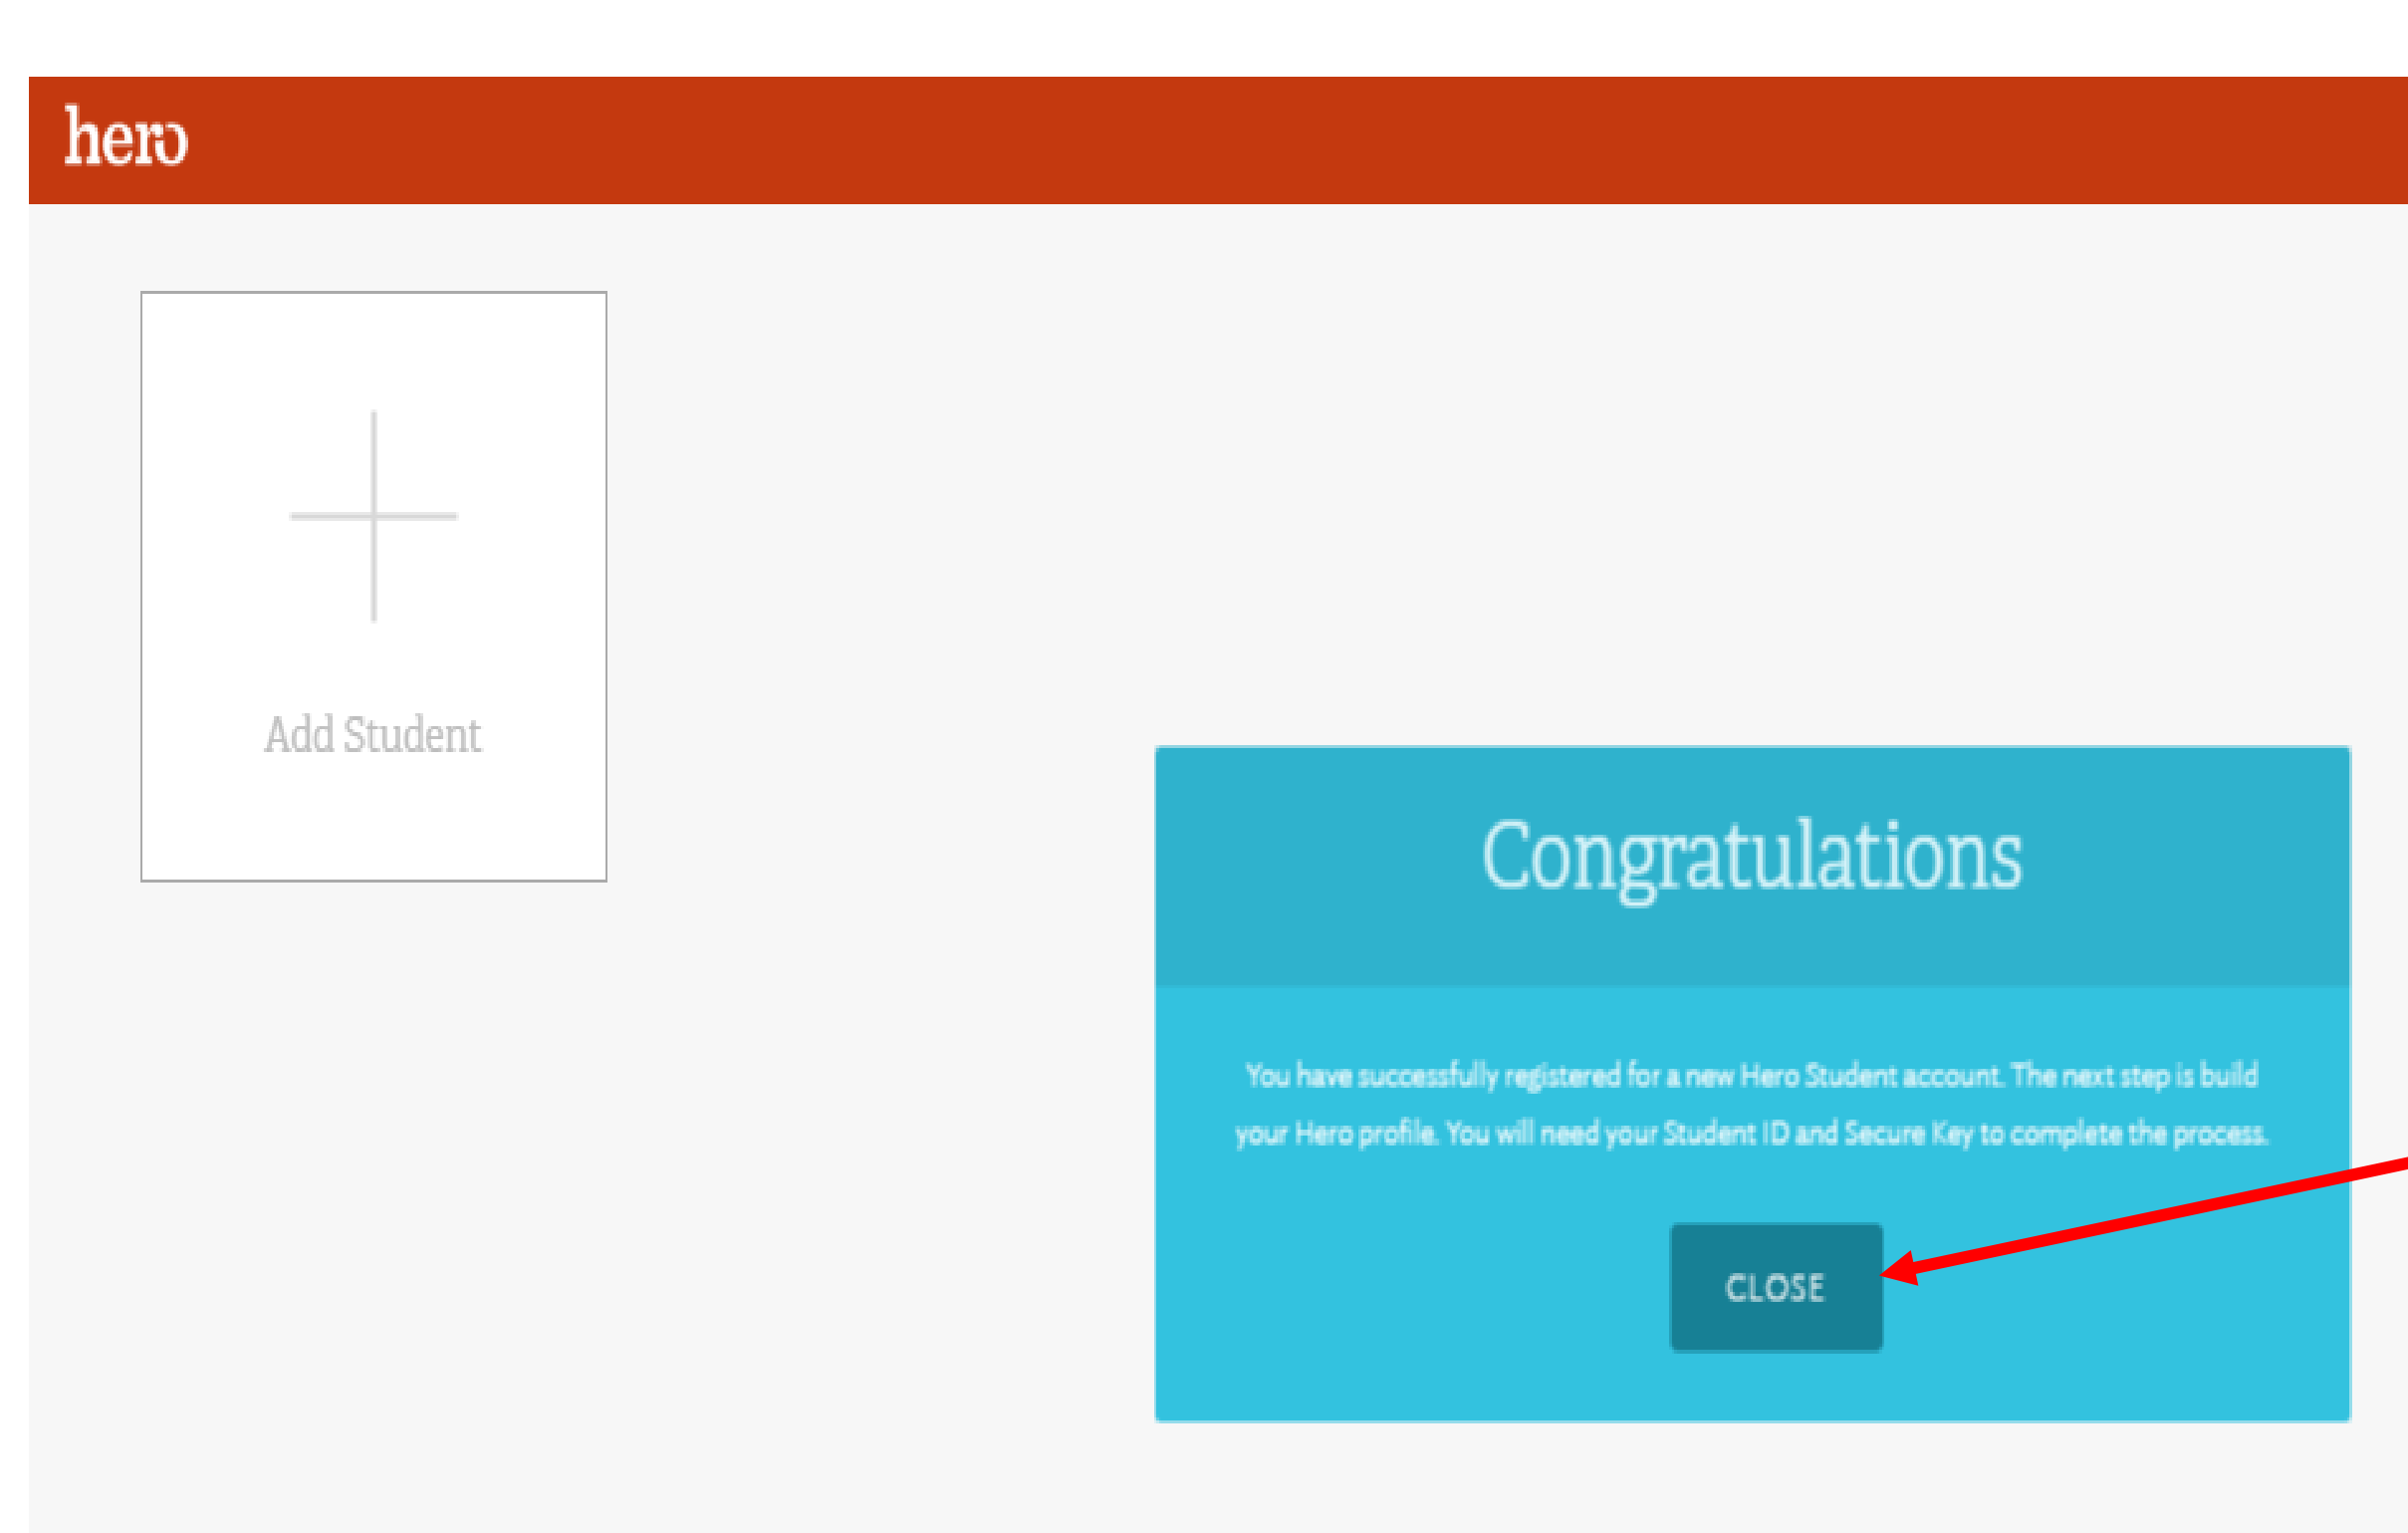 hero
Add Student
Congratulations
You have successfully registered for a new Hero Student account. The next step is build
your Hero profile. You will need your Student ID and Secure Key to complete the process.
CLOSE